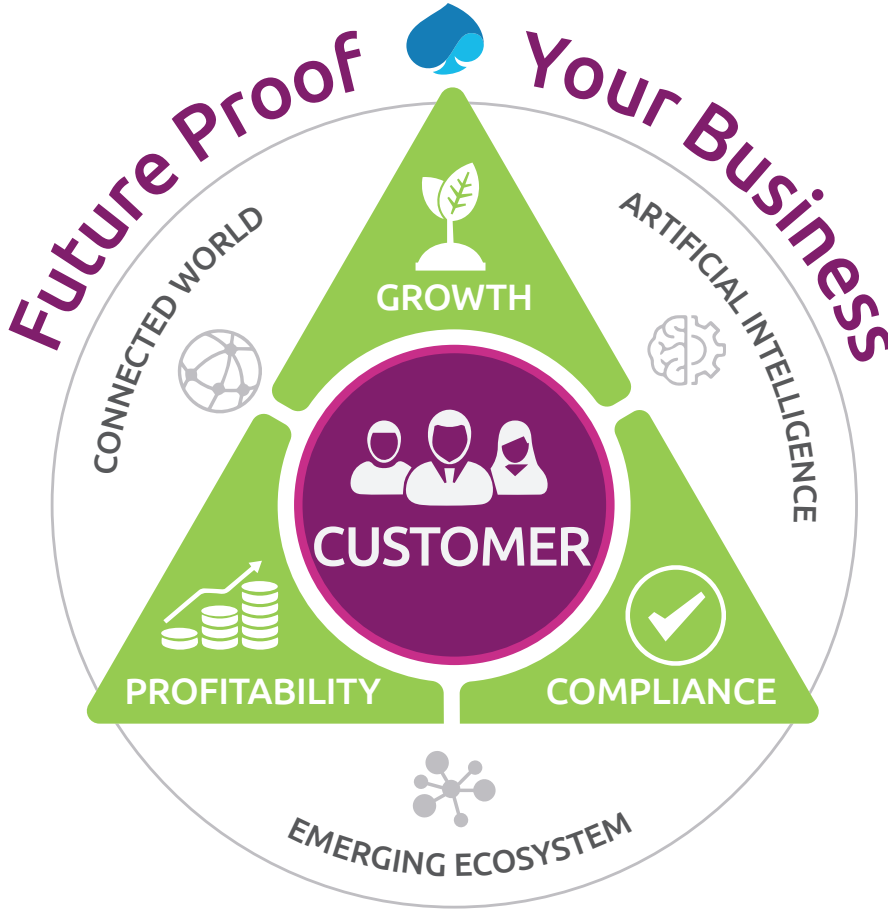 Future Proof Your Business
CONNECTED WORLD
ARTIFICIAL INTELLIGENCE
GROWTH
CUSTOMER
PROFITABILITY
COMPLIANCE
EMERGING ECOSYSTEM